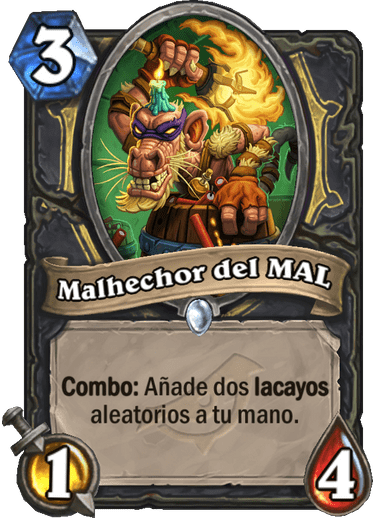 3
Malhechor del MAL
Combo: Añade dos lacayos
aleatorios a tu mano.
1
4